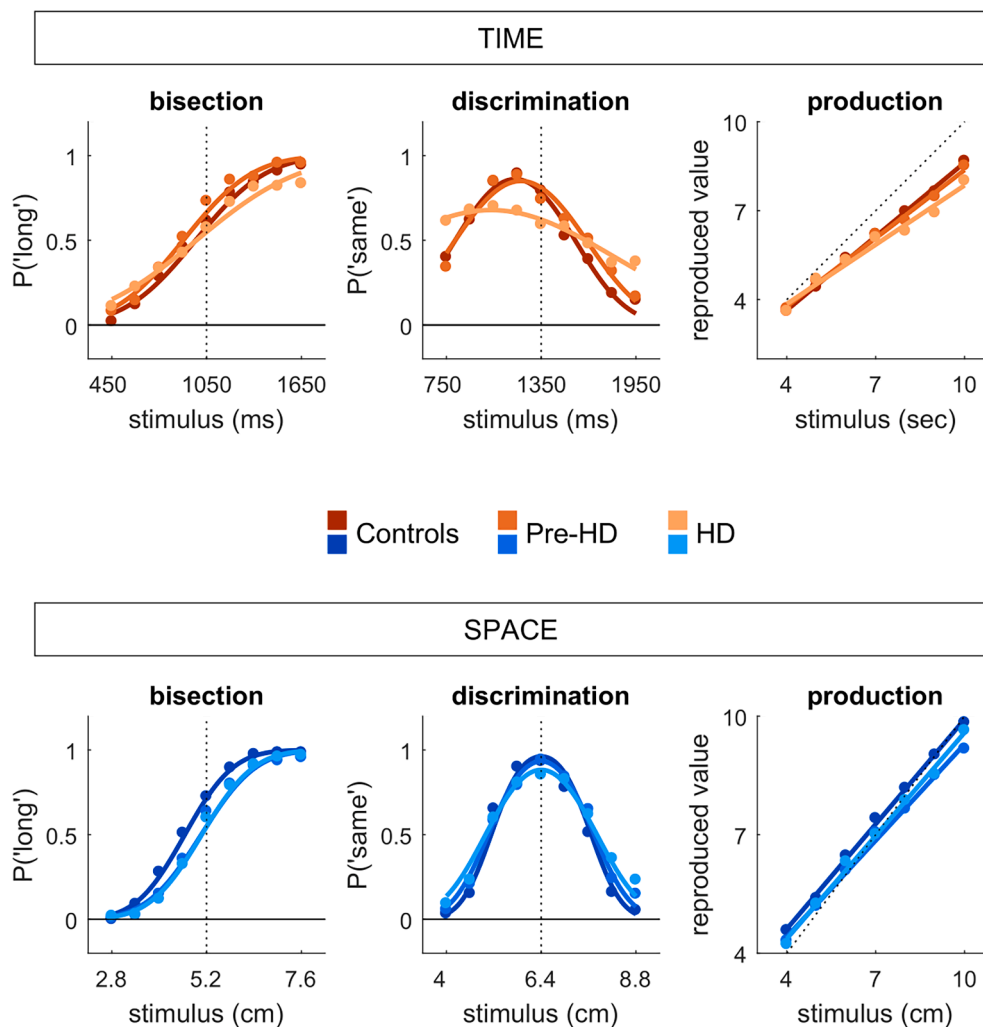 TIME
bisection
discrimination
production
P('long')
1
0.5
0
450 1050 1650
stimulus (ms)
P('same')
1
0.5
0
750 1350 1950
stimulus (ms)
reproduced value
10
7
4
4 7 10
stimulus (sec)
Controls
Pre-HD
HD
SPACE
bisection
discrimination
production
P('long')
1
0.5
0
2.8 5.2 7.6
stimulus (cm)
P('same')
1
0.5
0
4 6.4 8.8
stimulus (cm)
reproduced value
10
7
4
4 7 10
stimulus (cm)